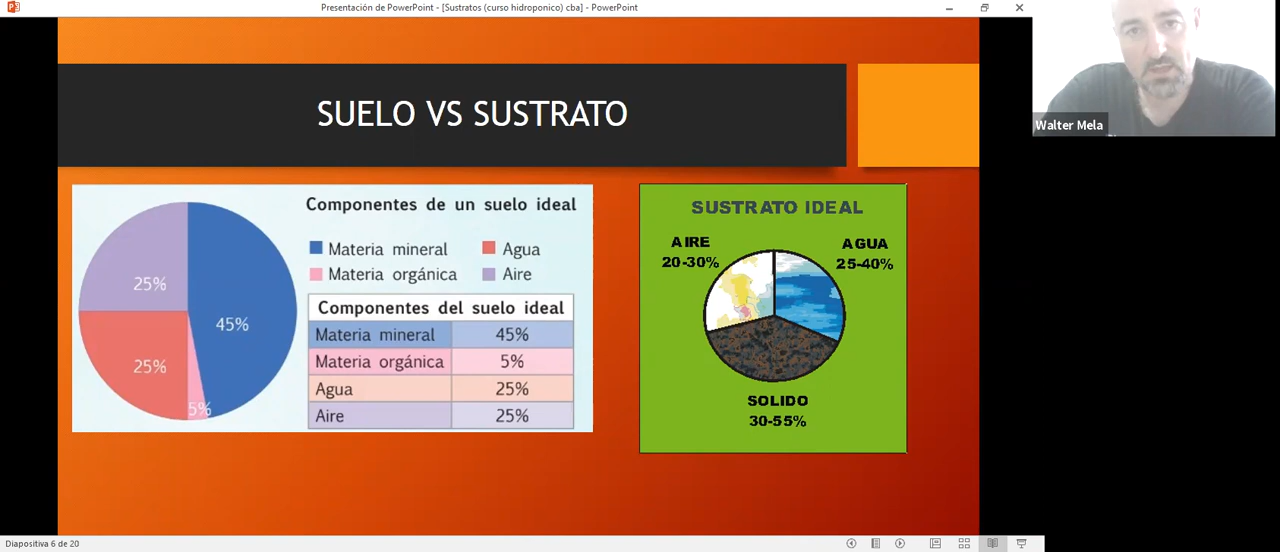 Presentación de PowerPoint - [Sustratos (curso hidroponico) cba] - PowerPoint
SUELO VS SUSTRATO
Componentes de un suelo ideal
Materia mineral
Agua
Materia orgánica
Aire
25%
45%
25%
5%
Componentes del suelo ideal
Materia mineral 45%
Materia orgánica 5%
Agua 25%
Aire 25%
SUSTRATO IDEAL
AIRE
20-30%
AGUA
25-40%
SOLIDO
30-55%
Walter Mela
Diapositiva 6 de 20